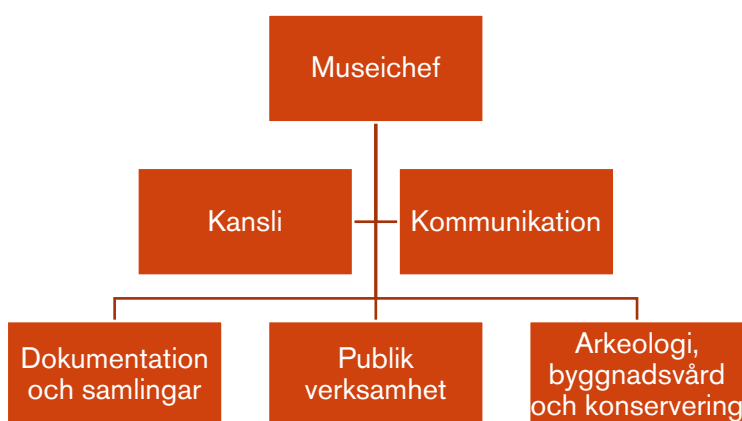 Museichef
Kansli
Kommunikation
Dokumentation
och samlingar
Publik
verksamhet
Arkeologi,
byggnadsvård
och konservering